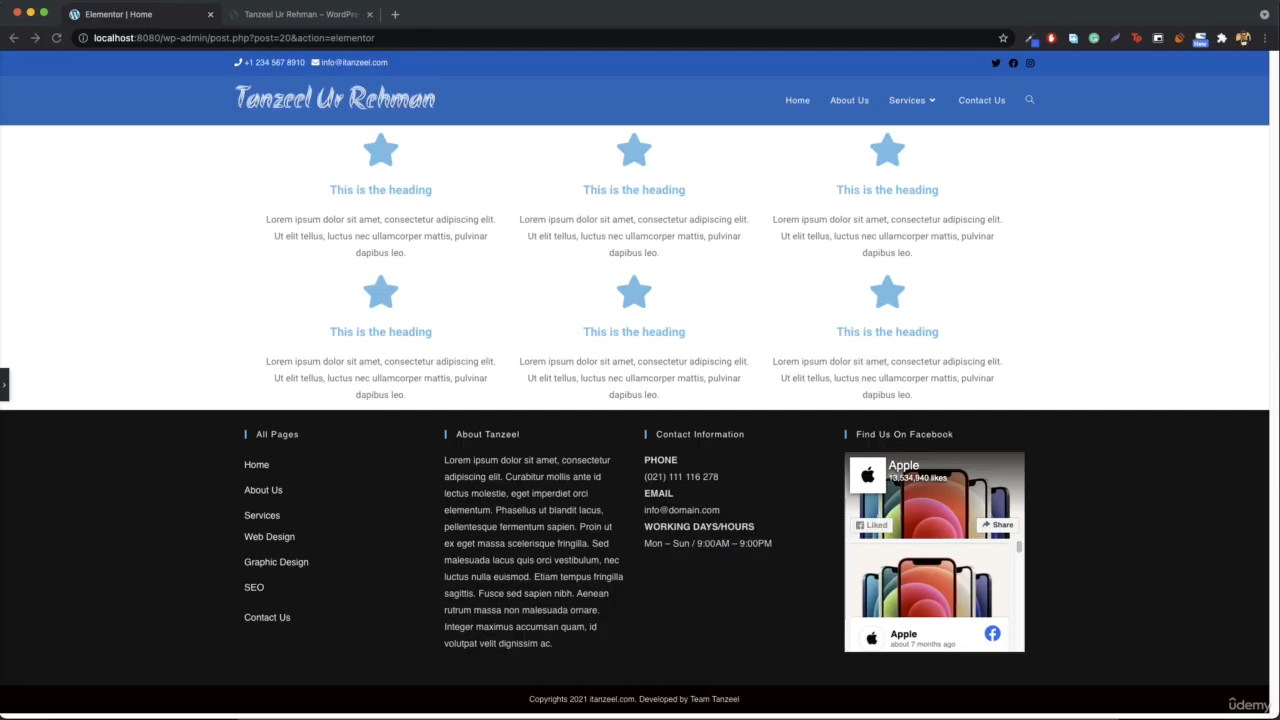 Elementor | Home
Tanzeel Ur Rehman – WordPre
localhost:8080/wp-admin/post.php?post=20&action=elementor
New
+1 234 567 8910 info@itanzeel.com
Tanzeel Ur Rehman
Home About Us Services Contact Us
This is the heading This is the heading This is the heading
Lorem ipsum dolor sit amet, consectetur adipiscing elit. Lorem ipsum dolor sit amet, consectetur adipiscing elit. Lorem ipsum dolor sit amet, consectetur adipiscing elit.
Ut elit tellus, luctus nec ullamcorper mattis, pulvinar Ut elit tellus, luctus nec ullamcorper mattis, pulvinar Ut elit tellus, luctus nec ullamcorper mattis, pulvinar
dapibus leo. dapibus leo. dapibus leo.
This is the heading This is the heading This is the heading
Lorem ipsum dolor sit amet, consectetur adipiscing elit. Lorem ipsum dolor sit amet, consectetur adipiscing elit. Lorem ipsum dolor sit amet, consectetur adipiscing elit.
Ut elit tellus, luctus nec ullamcorper mattis, pulvinar Ut elit tellus, luctus nec ullamcorper mattis, pulvinar Ut elit tellus, luctus nec ullamcorper mattis, pulvinar
dapibus leo. dapibus leo. dapibus leo.
All Pages
Home
About Us
Services
Web Design
Graphic Design
SEO
Contact Us
About Tanzeel
Lorem ipsum dolor sit amet, consectetur
adipiscing elit. Curabitur mollis ante id
lectus molestie, eget imperdiet orci
elementum. Phasellus ut blandit lacus,
pellentesque fermentum sapien. Proin ut
ex eget massa scelerisque fringilla. Sed
malesuada lacus quis orci vestibulum, nec
luctus nulla euismod. Etiam tempus fringilla
sagittis. Fusce sed sapien nibh. Aenean
rutrum massa non malesuada ornare.
Integer maximus accumsan quam, id
volutpat velit dignissim ac.
Contact Information
PHONE
(021) 111 116 278
EMAIL
info@domain.com
WORKING DAYS/HOURS
Mon – Sun / 9:00AM – 9:00PM
Find Us On Facebook
Apple
13,534,940 likes
Liked Share
Apple
about 7 months ago
Copyrights 2021 itanzeel.com. Developed by Team Tanzeel
udemy